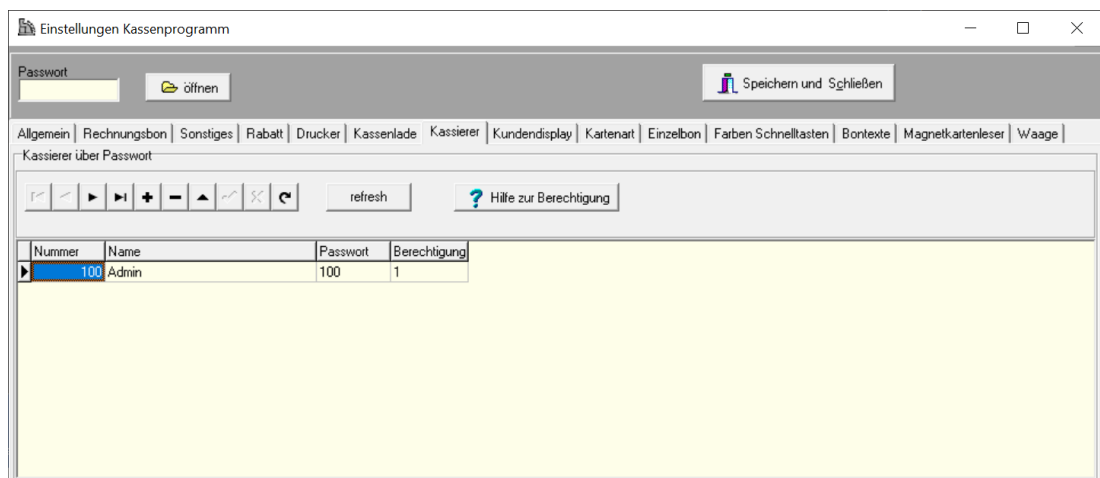 Einstellungen Kassenprogramm
Passwort
öffnen
Speichern und Schließen
Allgemein Rechnungsbon Sonstiges Rabatt Drucker Kassenlade Kassierer Kundendisplay Kartenart Einzelbon Farben Schnelltasten Bontexte Magnetkartenleser Waage
Kassierer über Passwort
refresh ? Hilfe zur Berechtigung
Nummer Name Passwort Berechtigung
100 Admin 100 1